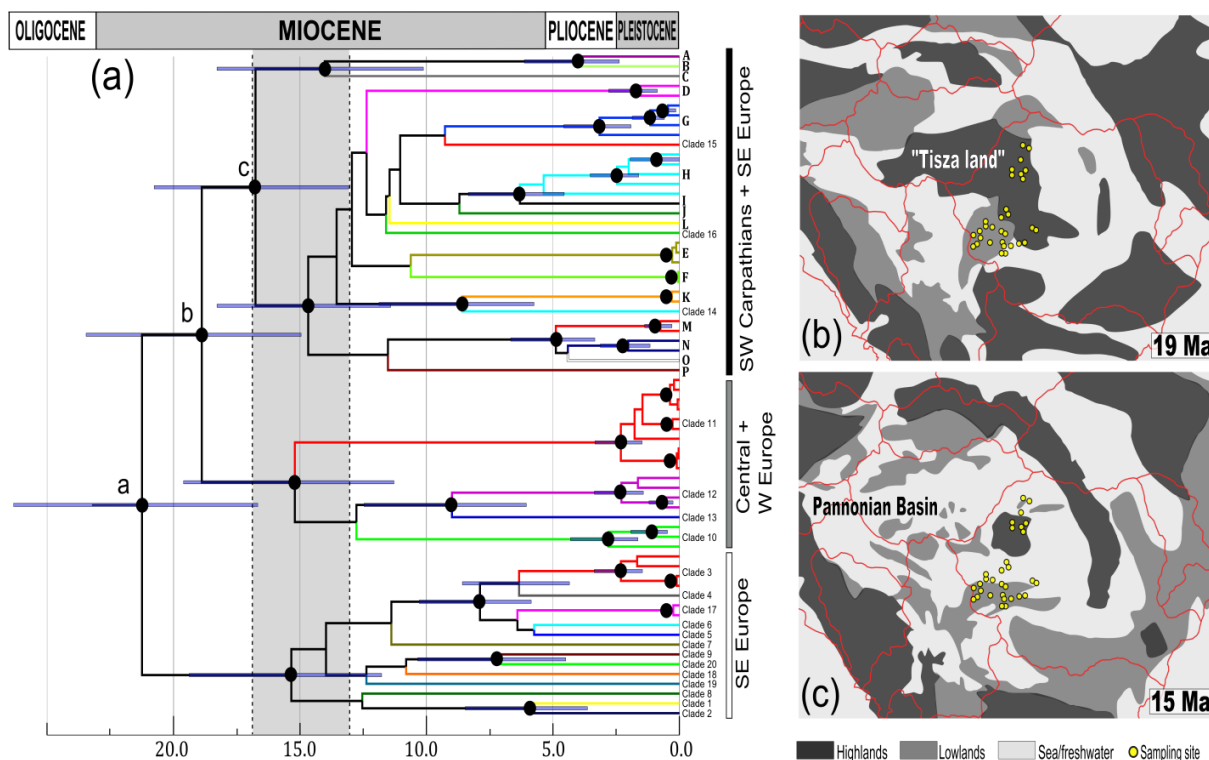 OLIGOCENE
MIOCENE
PLIOCENE
PLEISTOCENE
(a)
A
B
C
D
G
Clade 15
H
I
J
L
Clade 16
E
F
K
Clade 14
M
N
O
P
Clade 11
Clade 12
Clade 13
Clade 10
Clade 3
Clade 4
Clade 17
Clade 6
Clade 5
Clade 7
Clade 9
Clade 20
Clade 18
Clade 19
Clade 8
Clade 1
Clade 2
c
b
a
SW Carpathians + SE Europe
Central +
W Europe
SE Europe
20.0 15.0 10.0 5.0 0.0
"Tisza land"
(b)
19 Ma
Pannonian Basin
(c)
15 Ma
Highlands Lowlands Sea/freshwater Sampling site